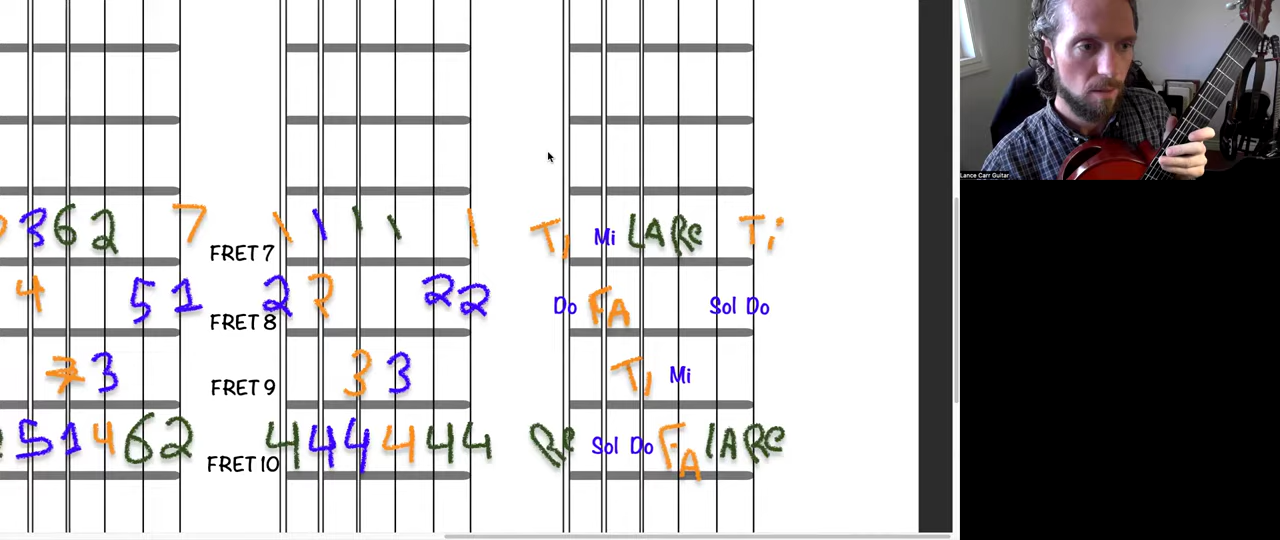 3 6 2 7 1 1 1 1 1 Ti Mi LA Re Ti
FRET 7
4 5 1 2 2 2 2 Do FA Sol Do
FRET 8
7 3 3 3 Ti Mi
FRET 9
5 1 4 6 2 4 4 4 4 4 4 Re Sol Do FA LA Re
FRET 10
Lance Carr Guitar